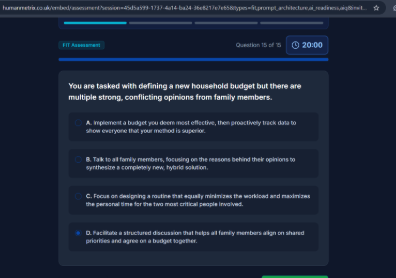 humanmetrix.co.uk/embed/assessment?session=
FIT Assessment
Question 15 of 15
20:00
You are tasked with defining a new household budget but there are
multiple strong, conflicting opinions from family members.
A. Implement a budget you deem most effective, then proactively track data to
show everyone that your method is superior.
B. Talk to all family members, focusing on the reasons behind their opinions to
synthesize a completely new, hybrid solution.
C. Focus on designing a routine that equally minimizes the workload and maximizes
the personal time for the two most critical people involved.
D. Facilitate a structured discussion that helps all family members align on shared
priorities and agree on a budget together.